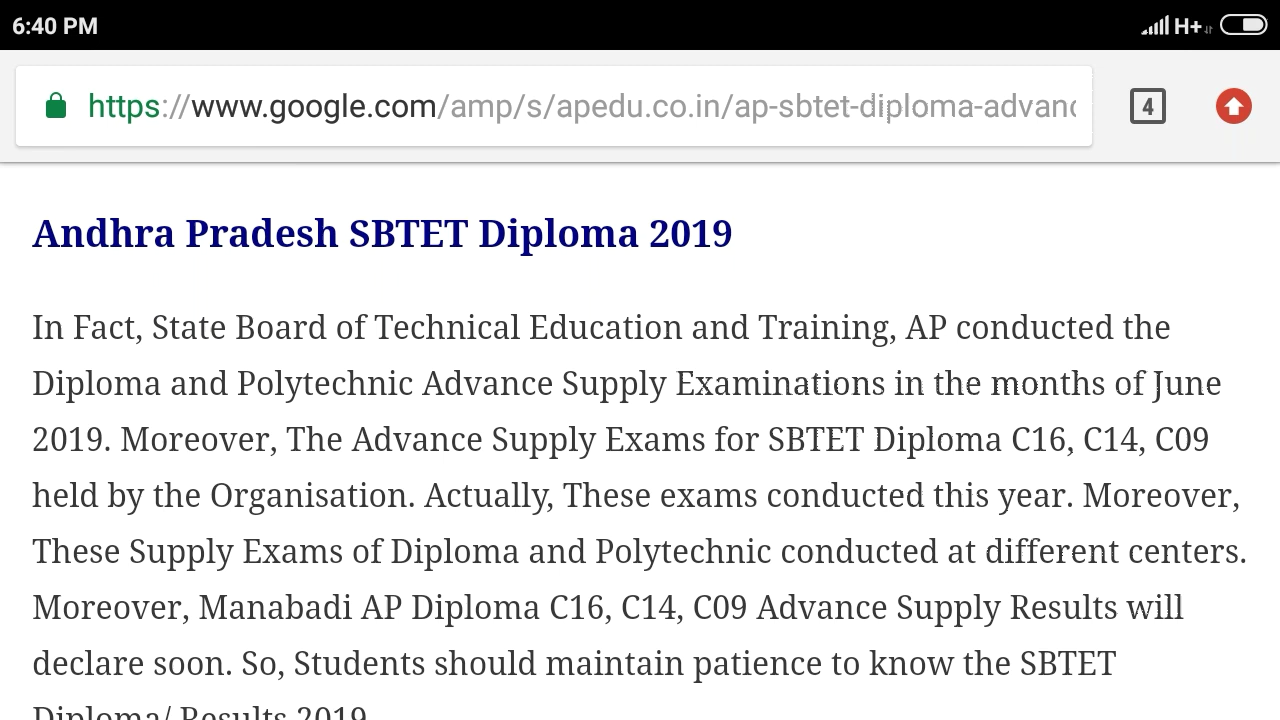 6:40 PM
H+
https://www.google.com/amp/s/apedu.co.in/ap-sbtet-diploma-advanc
4
Andhra Pradesh SBTET Diploma 2019
In Fact, State Board of Technical Education and Training, AP conducted the
Diploma and Polytechnic Advance Supply Examinations in the months of June
2019. Moreover, The Advance Supply Exams for SBTET Diploma C16, C14, C09
held by the Organisation. Actually, These exams conducted this year. Moreover,
These Supply Exams of Diploma and Polytechnic conducted at different centers.
Moreover, Manabadi AP Diploma C16, C14, C09 Advance Supply Results will
declare soon. So, Students should maintain patience to know the SBTET
Diploma/ Results 2019